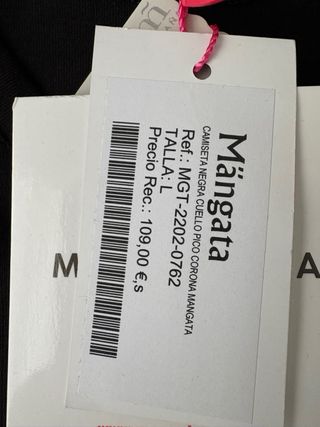 Mängata
CAMISETA NEGRA CUELLO PICO CORONA MANGATA
Ref.: MGT-2202-0762
TALLA: L
Precio Rec.: 109,00 €,s
M
A